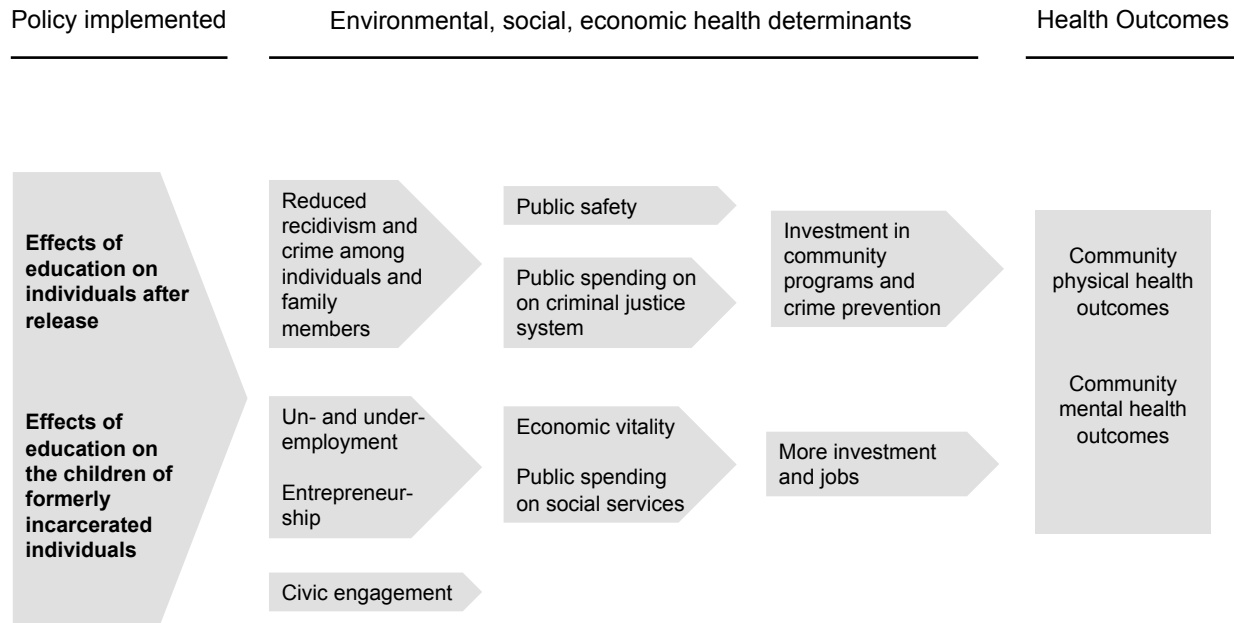 Policy implemented
Environmental, social, economic health determinants
Health Outcomes
Effects of
education on
individuals after
release
Effects of
education on
the children of
formerly
incarcerated
individuals
Reduced
recidivism and
crime among
individuals and
family
members
Public safety
Public spending on
on criminal justice
system
Investment in
community
programs and
crime prevention
Un- and under-
employment
Entrepreneur-
ship
Economic vitality
Public spending
on social services
More investment
and jobs
Civic engagement
Community
physical health
outcomes
Community
mental health
outcomes